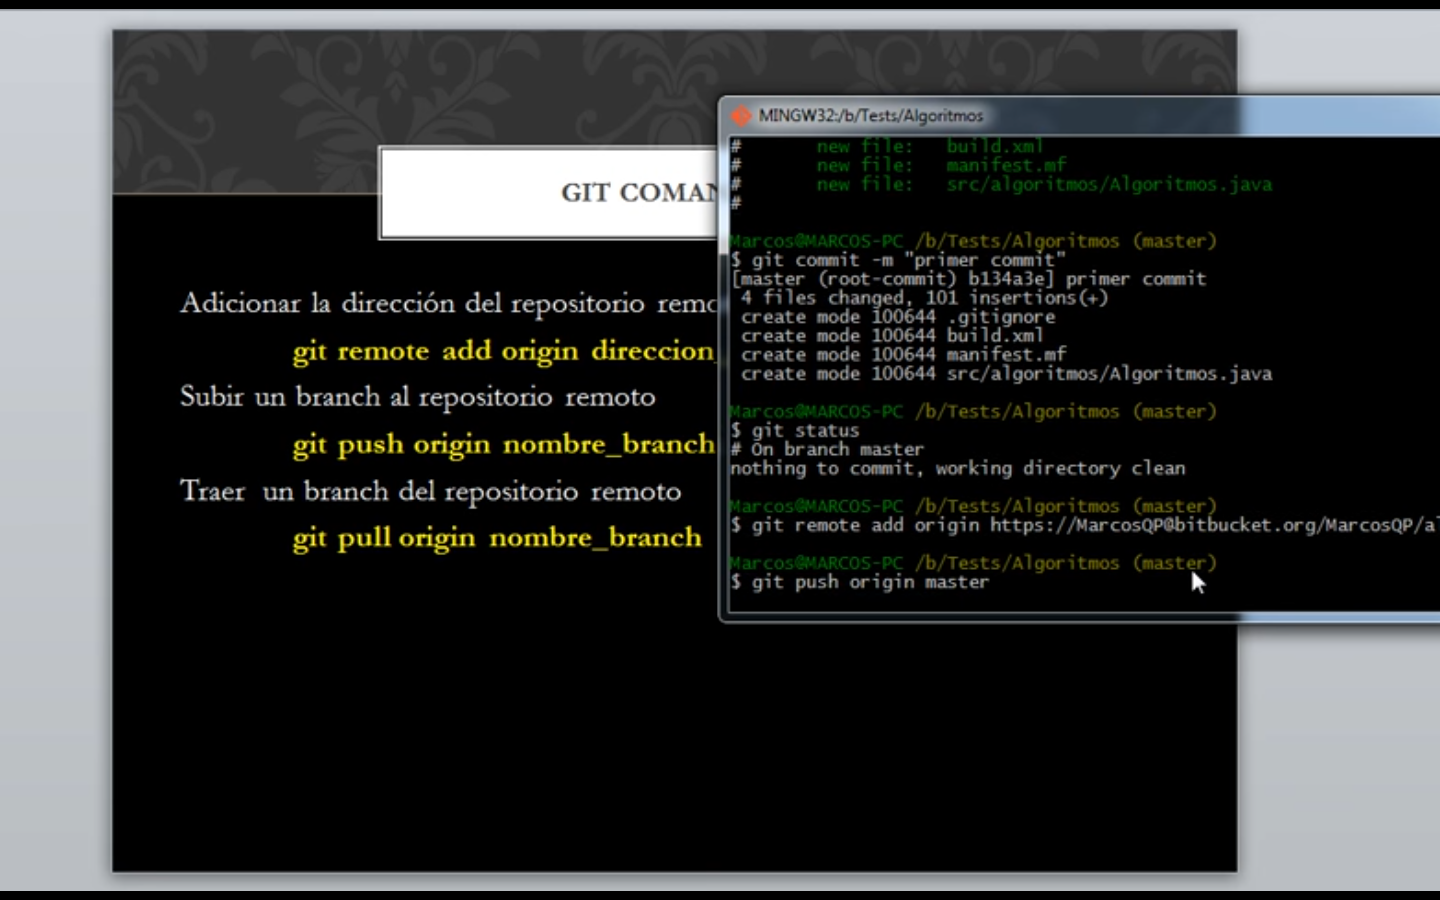 GIT COMAN
Adicionar la dirección del repositorio remo
git remote add origin direccion_
Subir un branch al repositorio remoto
git push origin nombre_branch
Traer un branch del repositorio remoto
git pull origin nombre_branch
MINGW32:/b/Tests/Algoritmos
# new file: build.xml
# new file: manifest.mf
# new file: src/algoritmos/Algoritmos.java
#
Marcos@MARCOS-PC /b/Tests/Algoritmos (master)
$ git commit -m "primer commit"
[master (root-commit) b134a3e] primer commit
4 files changed, 101 insertions(+)
create mode 100644 .gitignore
create mode 100644 build.xml
create mode 100644 manifest.mf
create mode 100644 src/algoritmos/Algoritmos.java
Marcos@MARCOS-PC /b/Tests/Algoritmos (master)
$ git status
# On branch master
nothing to commit, working directory clean
Marcos@MARCOS-PC /b/Tests/Algoritmos (master)
$ git remote add origin https://MarcosQP@bitbucket.org/MarcosQP/al
Marcos@MARCOS-PC /b/Tests/Algoritmos (master)
$ git push origin master